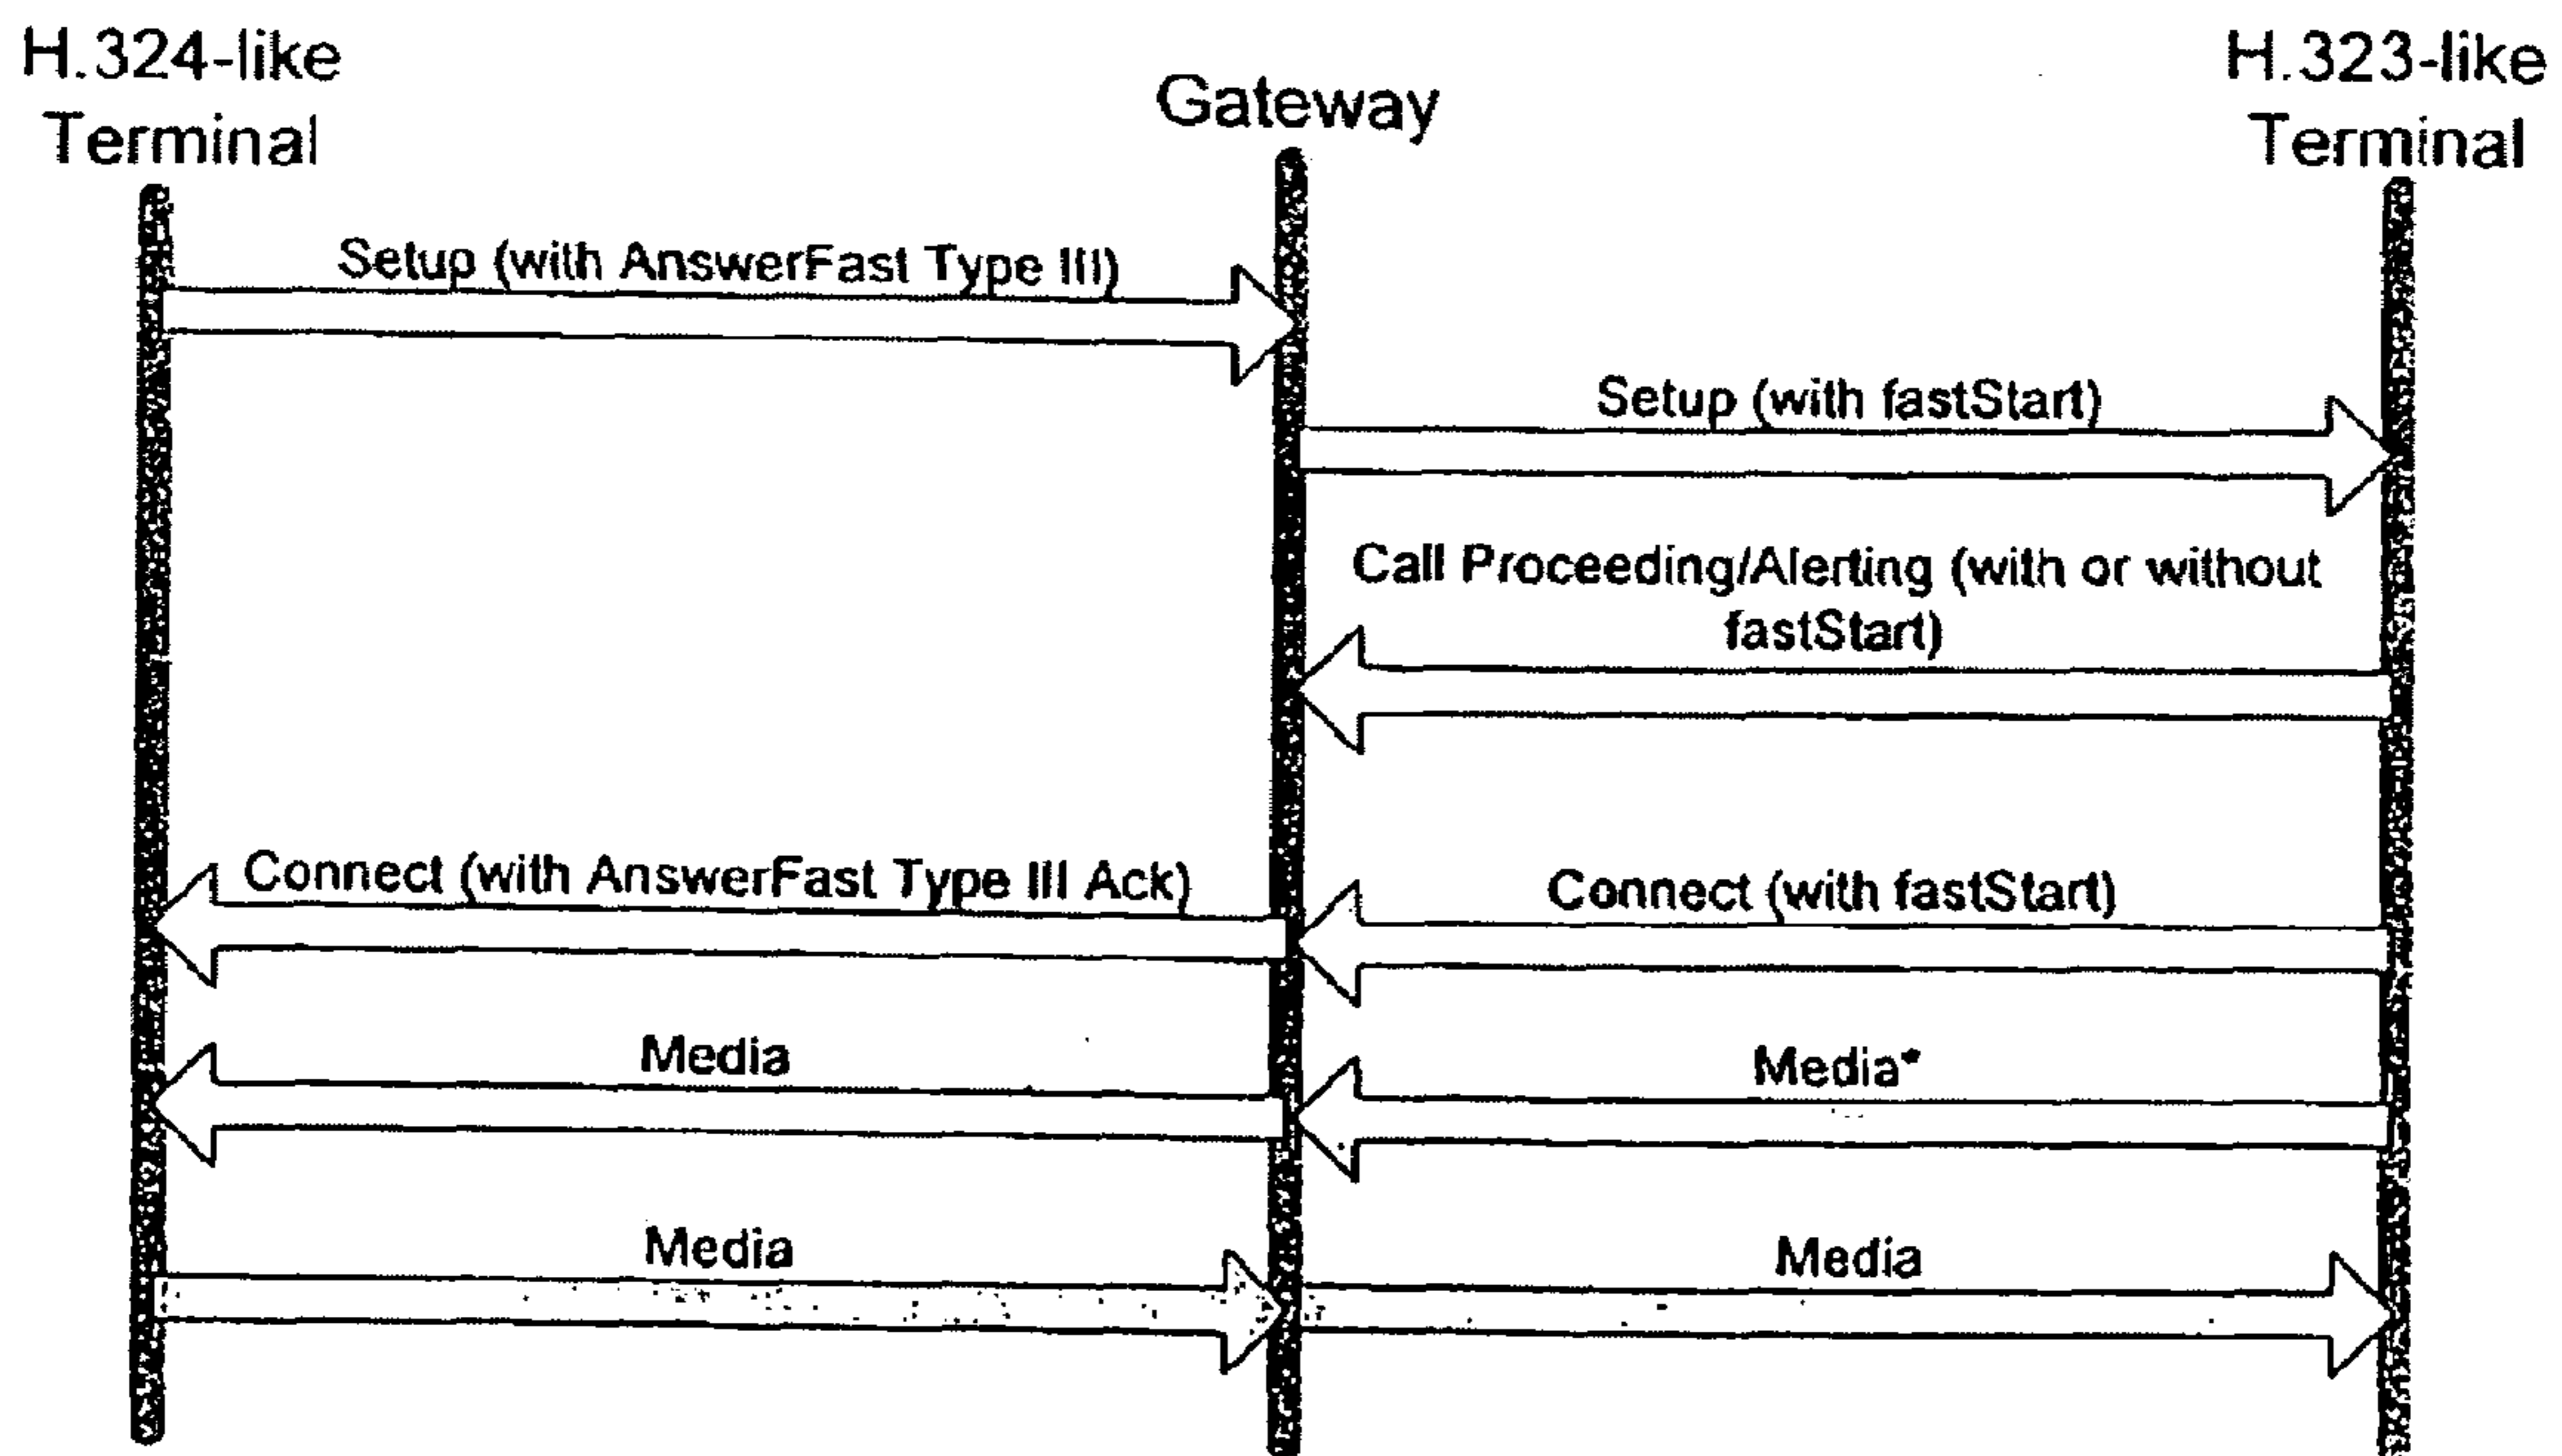 H.324-like
Terminal
Gateway
H.323-like
Terminal
Setup (with AnswerFast Type III)
Setup (with fastStart)
Call Proceeding/Alerting (with or without
fastStart)
Connect (with AnswerFast Type III Ack)
Connect (with fastStart)
Media
Media*
Media
Media